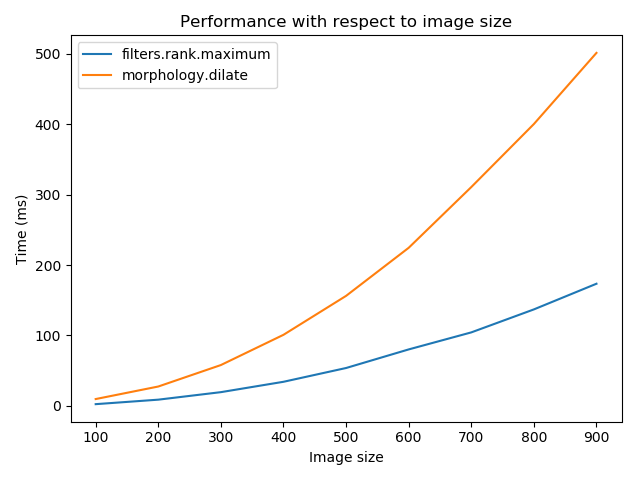 Performance with respect to image size
filters.rank.maximum
morphology.dilate
Time (ms)
500
400
300
200
100
0
100 200 300 400 500 600 700 800 900
Image size